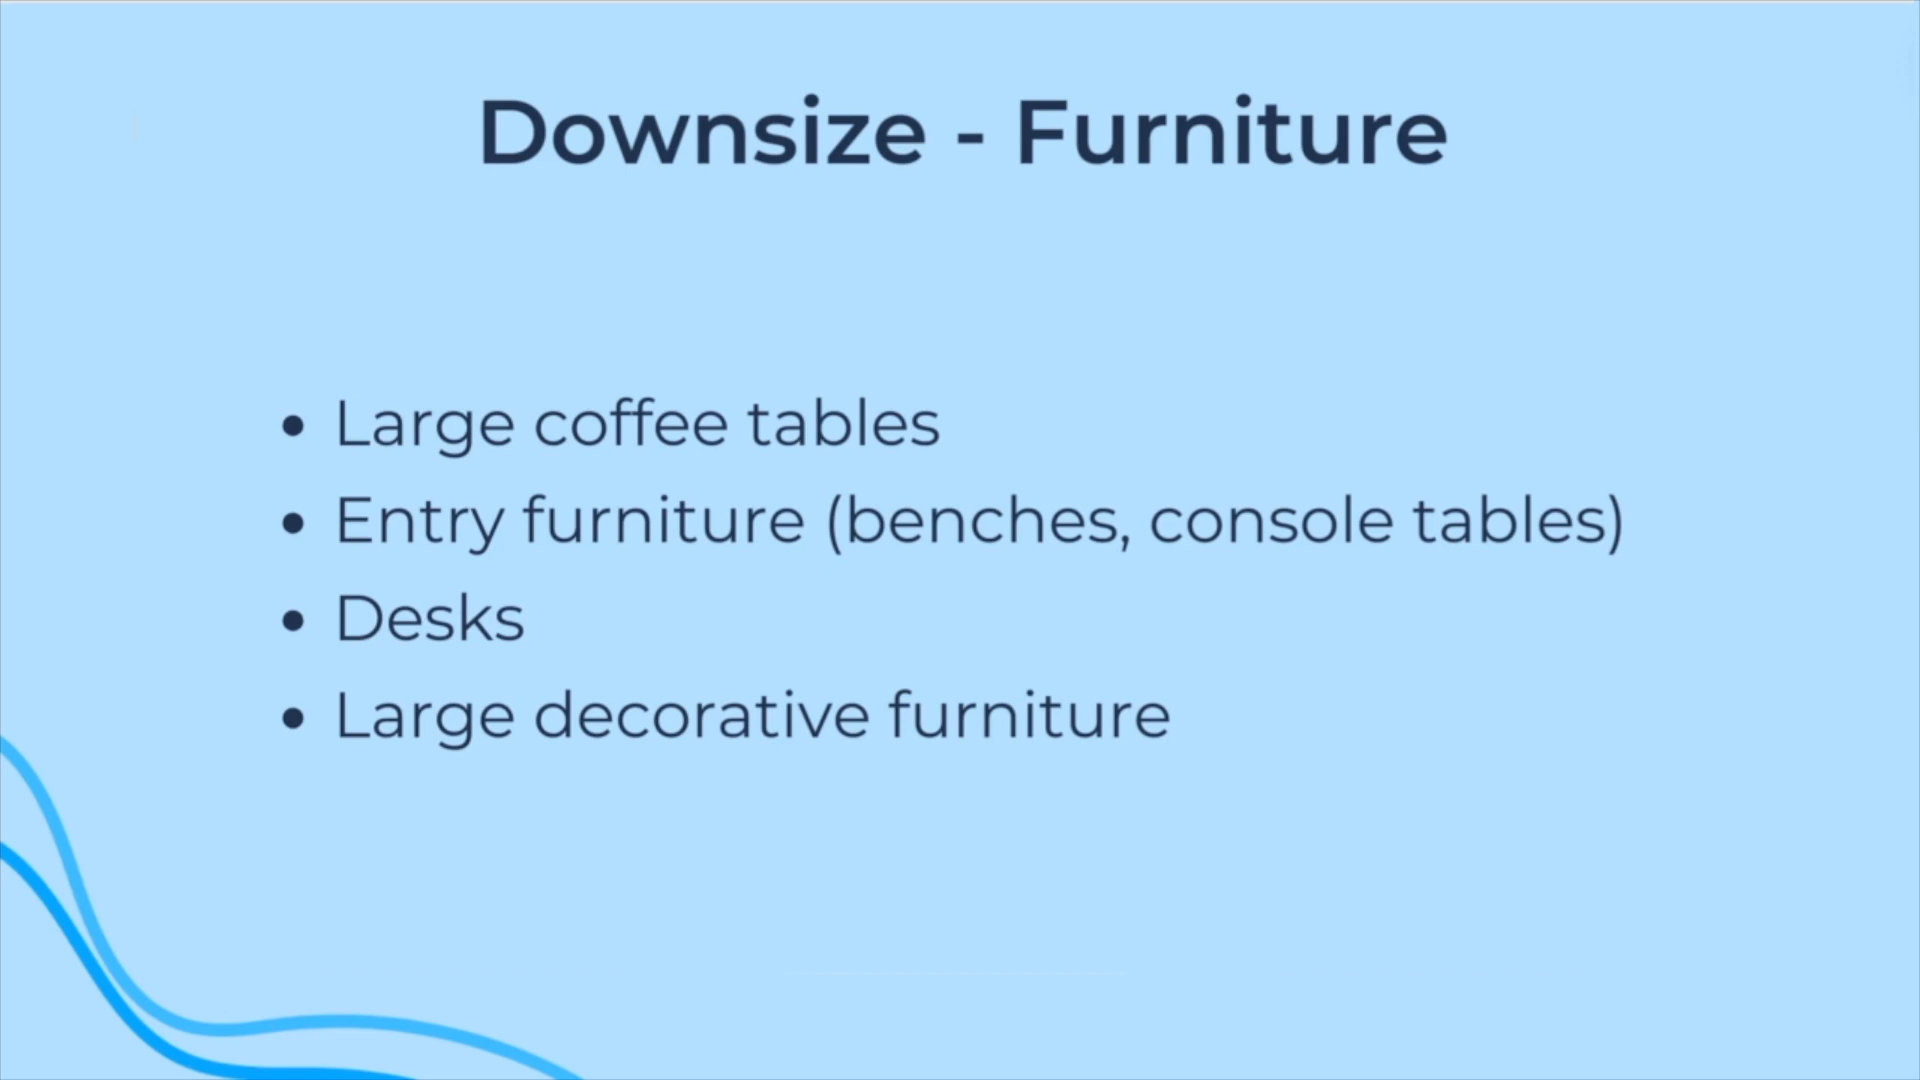 Downsize - Furniture
• Large coffee tables
• Entry furniture (benches, console tables)
• Desks
• Large decorative furniture